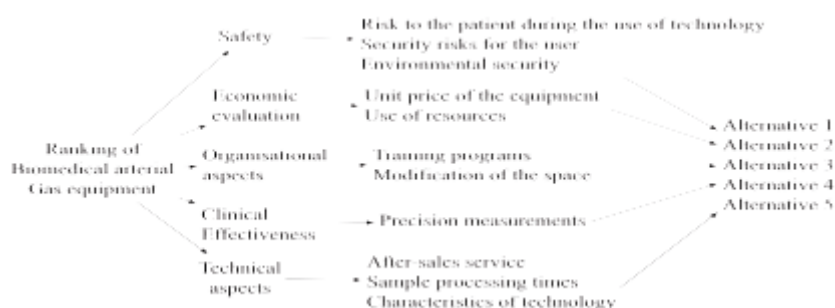 Ranking of
Biomedical arterial
Gas equipment
Safety
Risk to the patient during the use of technology
Security risks for the user
Environmental security
Economic
evaluation
Unit price of the equipment
Use of resources
Organisational
aspects
Training programs
Modification of the space
Clinical
Effectiveness
Precision measurements
Technical
aspects
After-sales service
Sample processing times
Characteristics of technology
Alternative 1
Alternative 2
Alternative 3
Alternative 4
Alternative 5